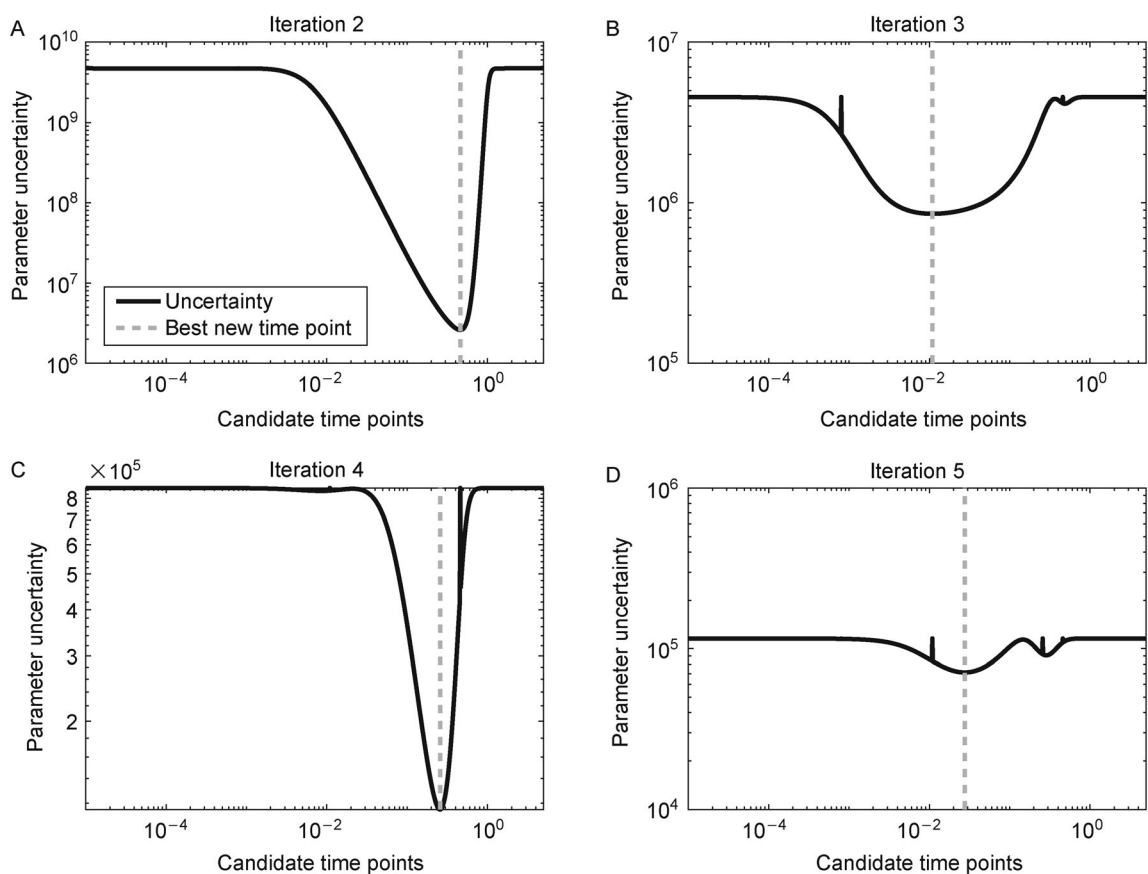 A
Iteration 2
Parameter uncertainty
10^10
10^9
10^8
10^7
10^6
Uncertainty
Best new time point
10^−4
10^−2
10^0
Candidate time points
B
Iteration 3
Parameter uncertainty
10^7
10^6
10^5
10^−4
10^−2
10^0
Candidate time points
C
×10^5
Iteration 4
Parameter uncertainty
8
7
6
5
4
3
2
10^−4
10^−2
10^0
Candidate time points
D
Iteration 5
Parameter uncertainty
10^6
10^5
10^4
10^−4
10^−2
10^0
Candidate time points